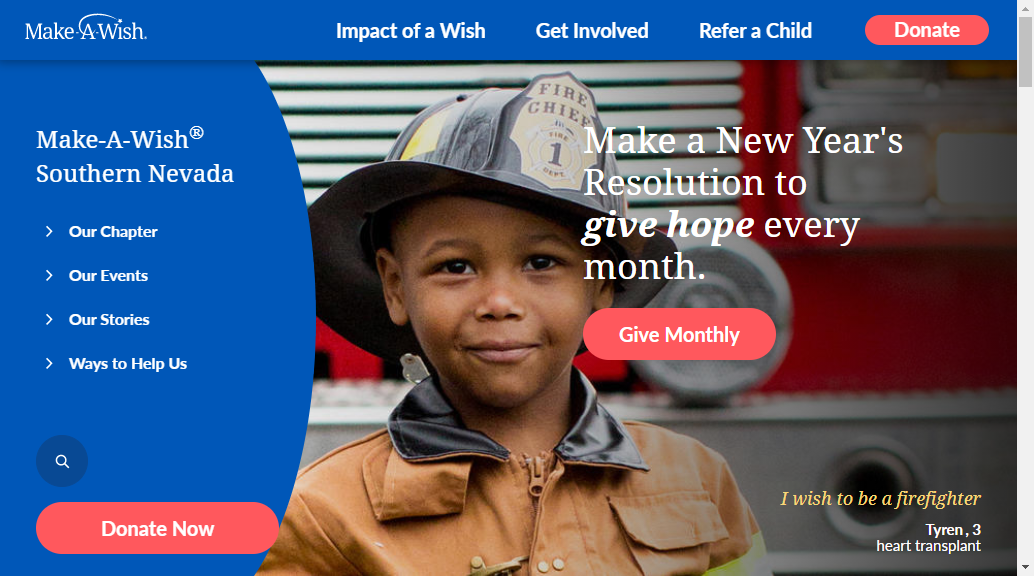 Make-A-Wish.
Impact of a Wish
Get Involved
Refer a Child
Donate
Make-A-Wish®
Southern Nevada
Our Chapter
Our Events
Our Stories
Ways to Help Us
Donate Now
FIRE
CHIEF
FIRE
1
DEPT.
Make a New Year's
Resolution to
give hope every
month.
Give Monthly
I wish to be a firefighter
Tyren , 3
heart transplant